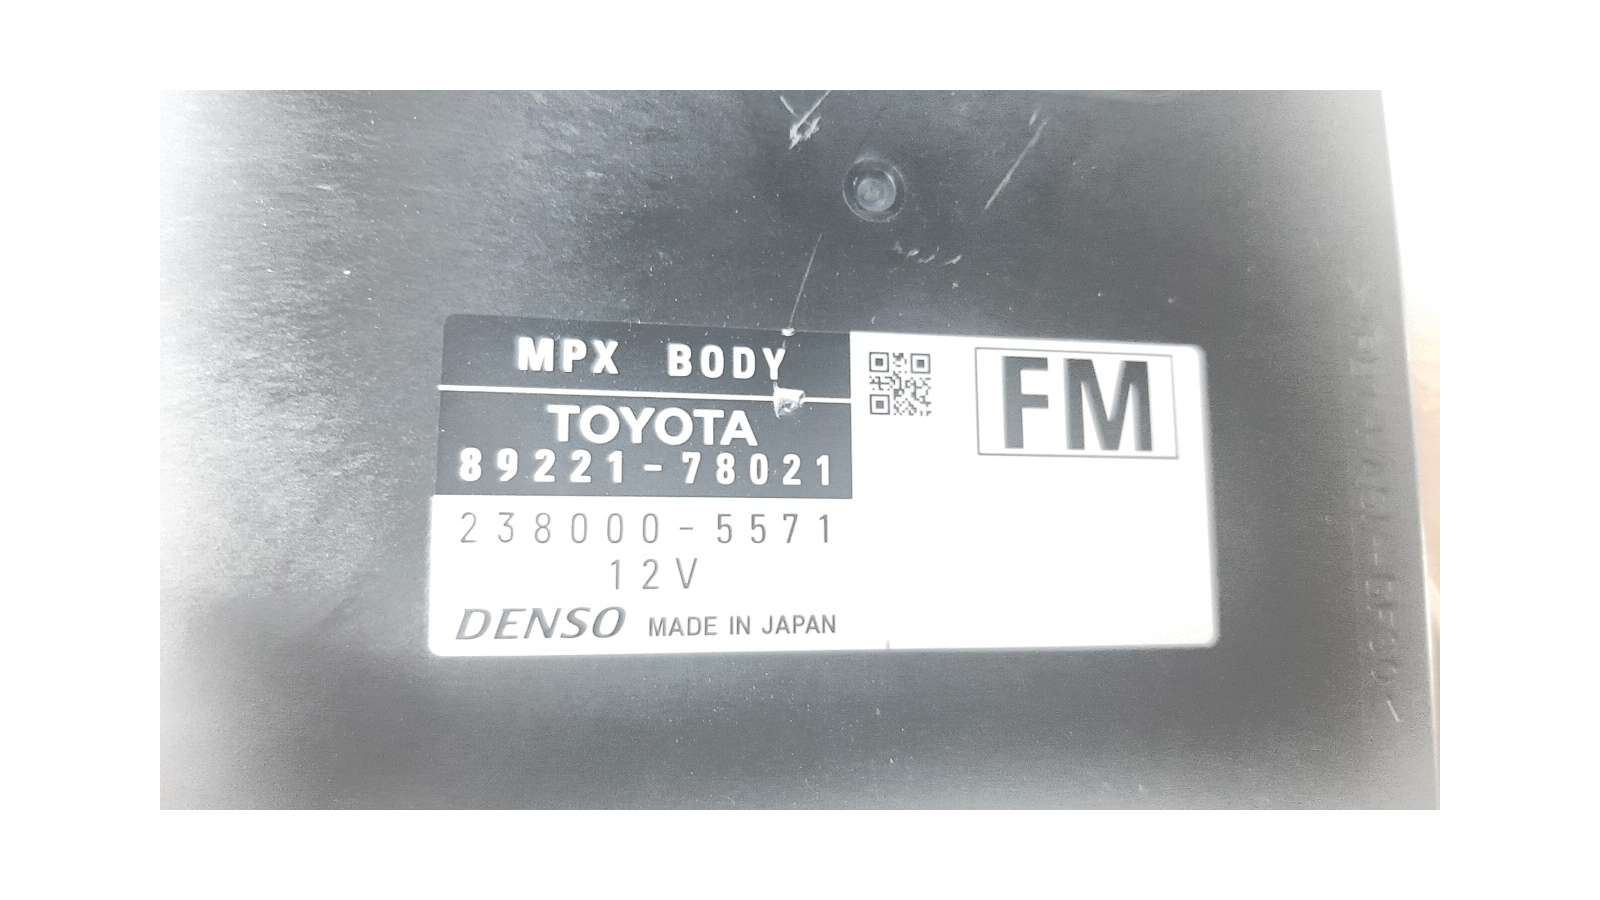 MPX BODY
TOYOTA
89221-78021
238000-5571
12V
DENSO MADE IN JAPAN
FM